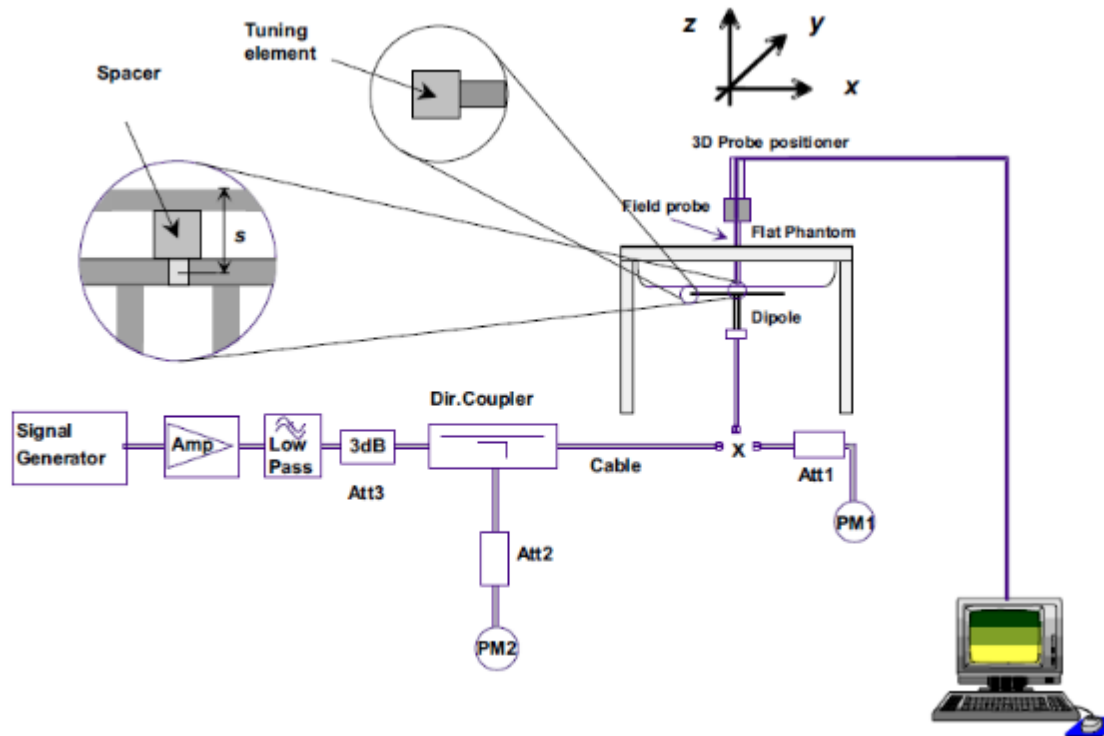 Tuning
element
Spacer
s
z
y
x
3D Probe positioner
Field probe
Flat Phantom
Dipole
Dir.Coupler
Signal
Generator
Amp
Low
Pass
3dB
Att3
Cable
X
Att1
PM1
Att2
PM2